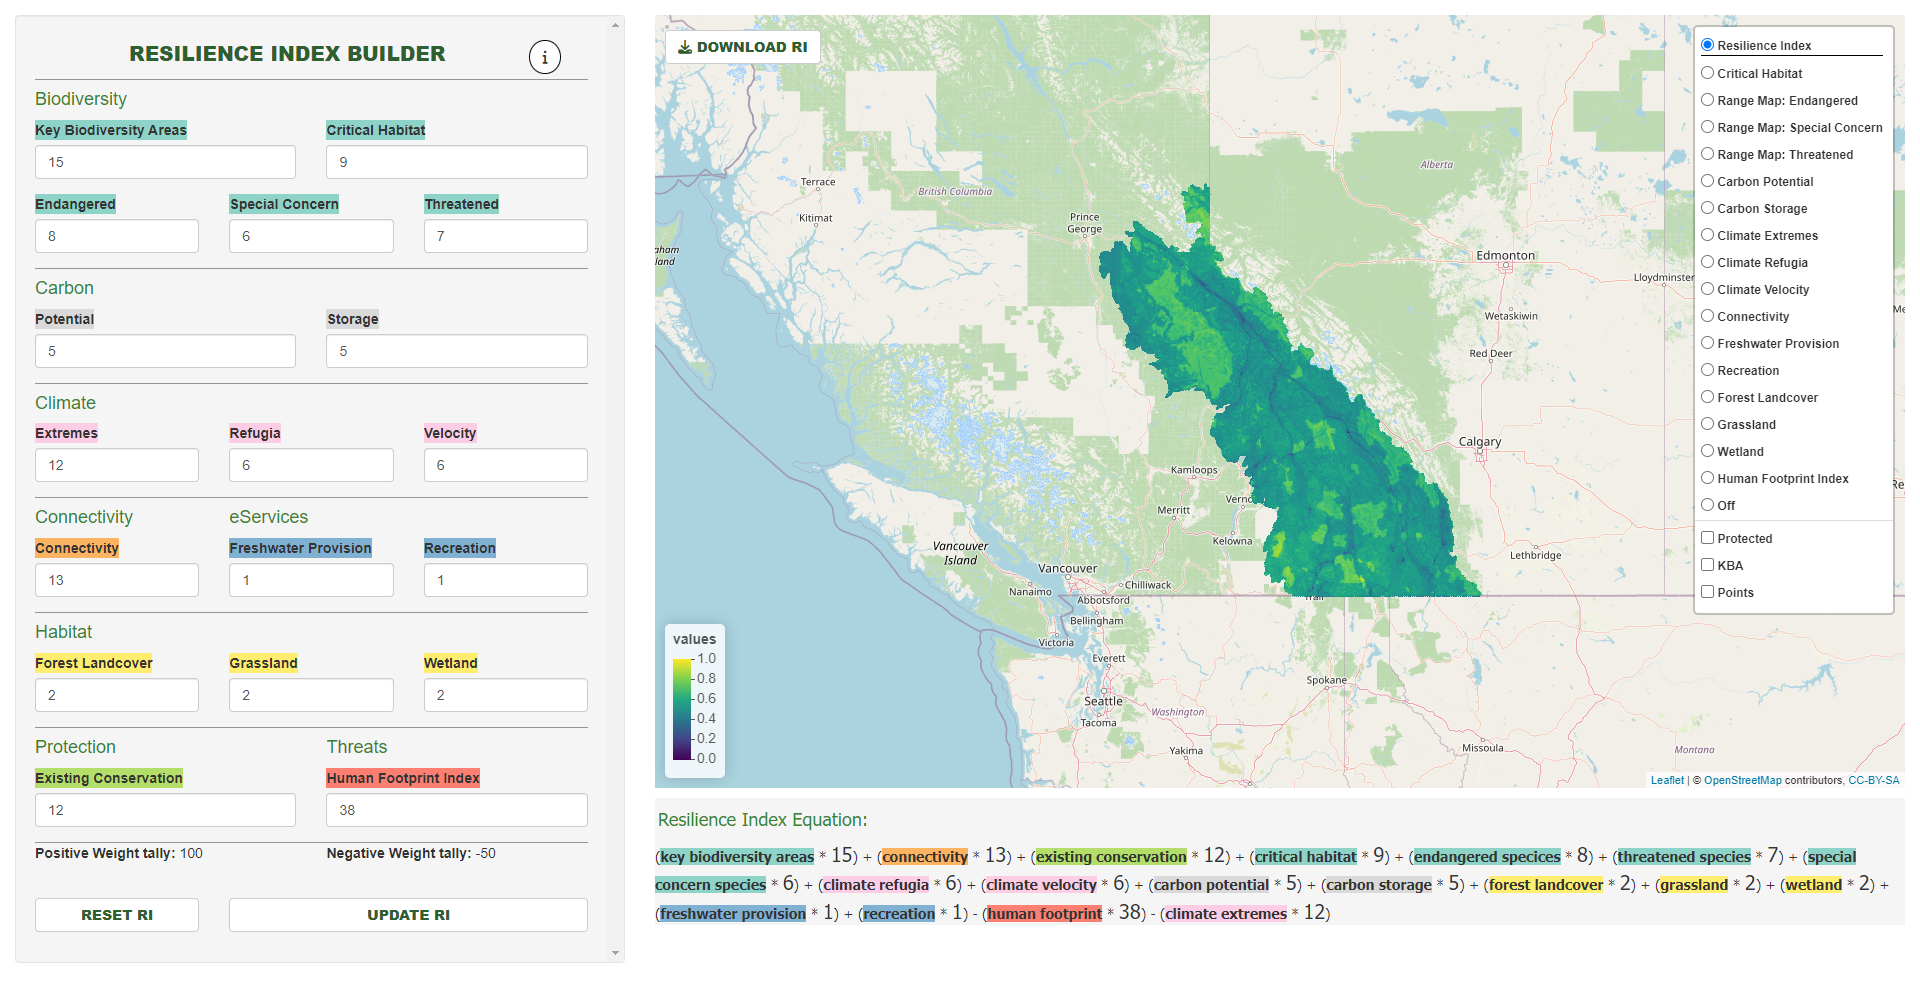 RESILIENCE INDEX BUILDER
i
Biodiversity
Key Biodiversity Areas
Critical Habitat
15
9
Endangered
Special Concern
Threatened
8
6
7
Carbon
Potential
Storage
5
5
Climate
Extremes
Refugia
Velocity
12
6
6
Connectivity
eServices
Connectivity
Freshwater Provision
Recreation
13
1
1
Habitat
Forest Landcover
Grassland
Wetland
2
2
2
Protection
Threats
Existing Conservation
Human Footprint Index
12
38
Positive Weight tally: 100
Negative Weight tally: -50
RESET RI
UPDATE RI
DOWNLOAD RI
Terrace
Kitimat
British Columbia
Prince
George
Alberta
Edmonton
Lloydminster
Wetaskiwin
Red Deer
Calgary
Kamloops
Merritt
Kelowna
Lethbridge
Vancouver
Island
Vancouver
Nanaimo
Chilliwack
Abbotsford
Bellingham
Victoria
Everett
Seattle
Tacoma
Washington
Yakima
Spokane
Missoula
Montana
values
1.0
0.8
0.6
0.4
0.2
0.0
Resilience Index
Critical Habitat
Range Map: Endangered
Range Map: Special Concern
Range Map: Threatened
Carbon Potential
Carbon Storage
Climate Extremes
Climate Refugia
Climate Velocity
Connectivity
Freshwater Provision
Recreation
Forest Landcover
Grassland
Wetland
Human Footprint Index
Off
Protected
KBA
Points
Leaflet | © OpenStreetMap contributors, CC-BY-SA
Resilience Index Equation:
(key biodiversity areas * 15) + (connectivity * 13) + (existing conservation * 12) + (critical habitat * 9) + (endangered specices * 8) + (threatened species * 7) + (special
concern species * 6) + (climate refugia * 6) + (climate velocity * 6) + (carbon potential * 5) + (carbon storage * 5) + (forest landcover * 2) + (grassland * 2) + (wetland * 2) +
(freshwater provision * 1) + (recreation * 1) - (human footprint * 38) - (climate extremes * 12)